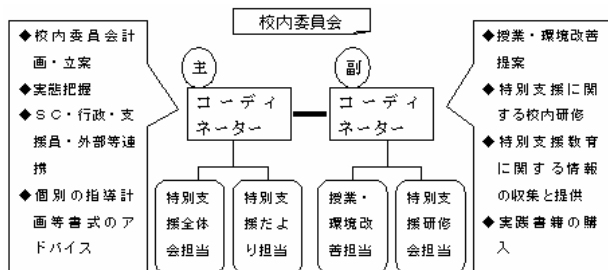 校内委員会
◆校内委員会計
画・立案
◆実態把握
◆ＳＣ・行政・支
援員・外部等連
携
◆個別の指導計
画等書式のア
ドバイス
主
コーディ
ネーター
副
コーディ
ネーター
特別支
援全体
会担当
特別支
援だよ
り担当
授業・
環境改
善担当
特別支
援研修
会担当
◆授業・環境改善
提案
◆特別支援に関
する校内研修
◆特別支援教育
に関する情報
の収集と提供
◆実践書籍の購
入